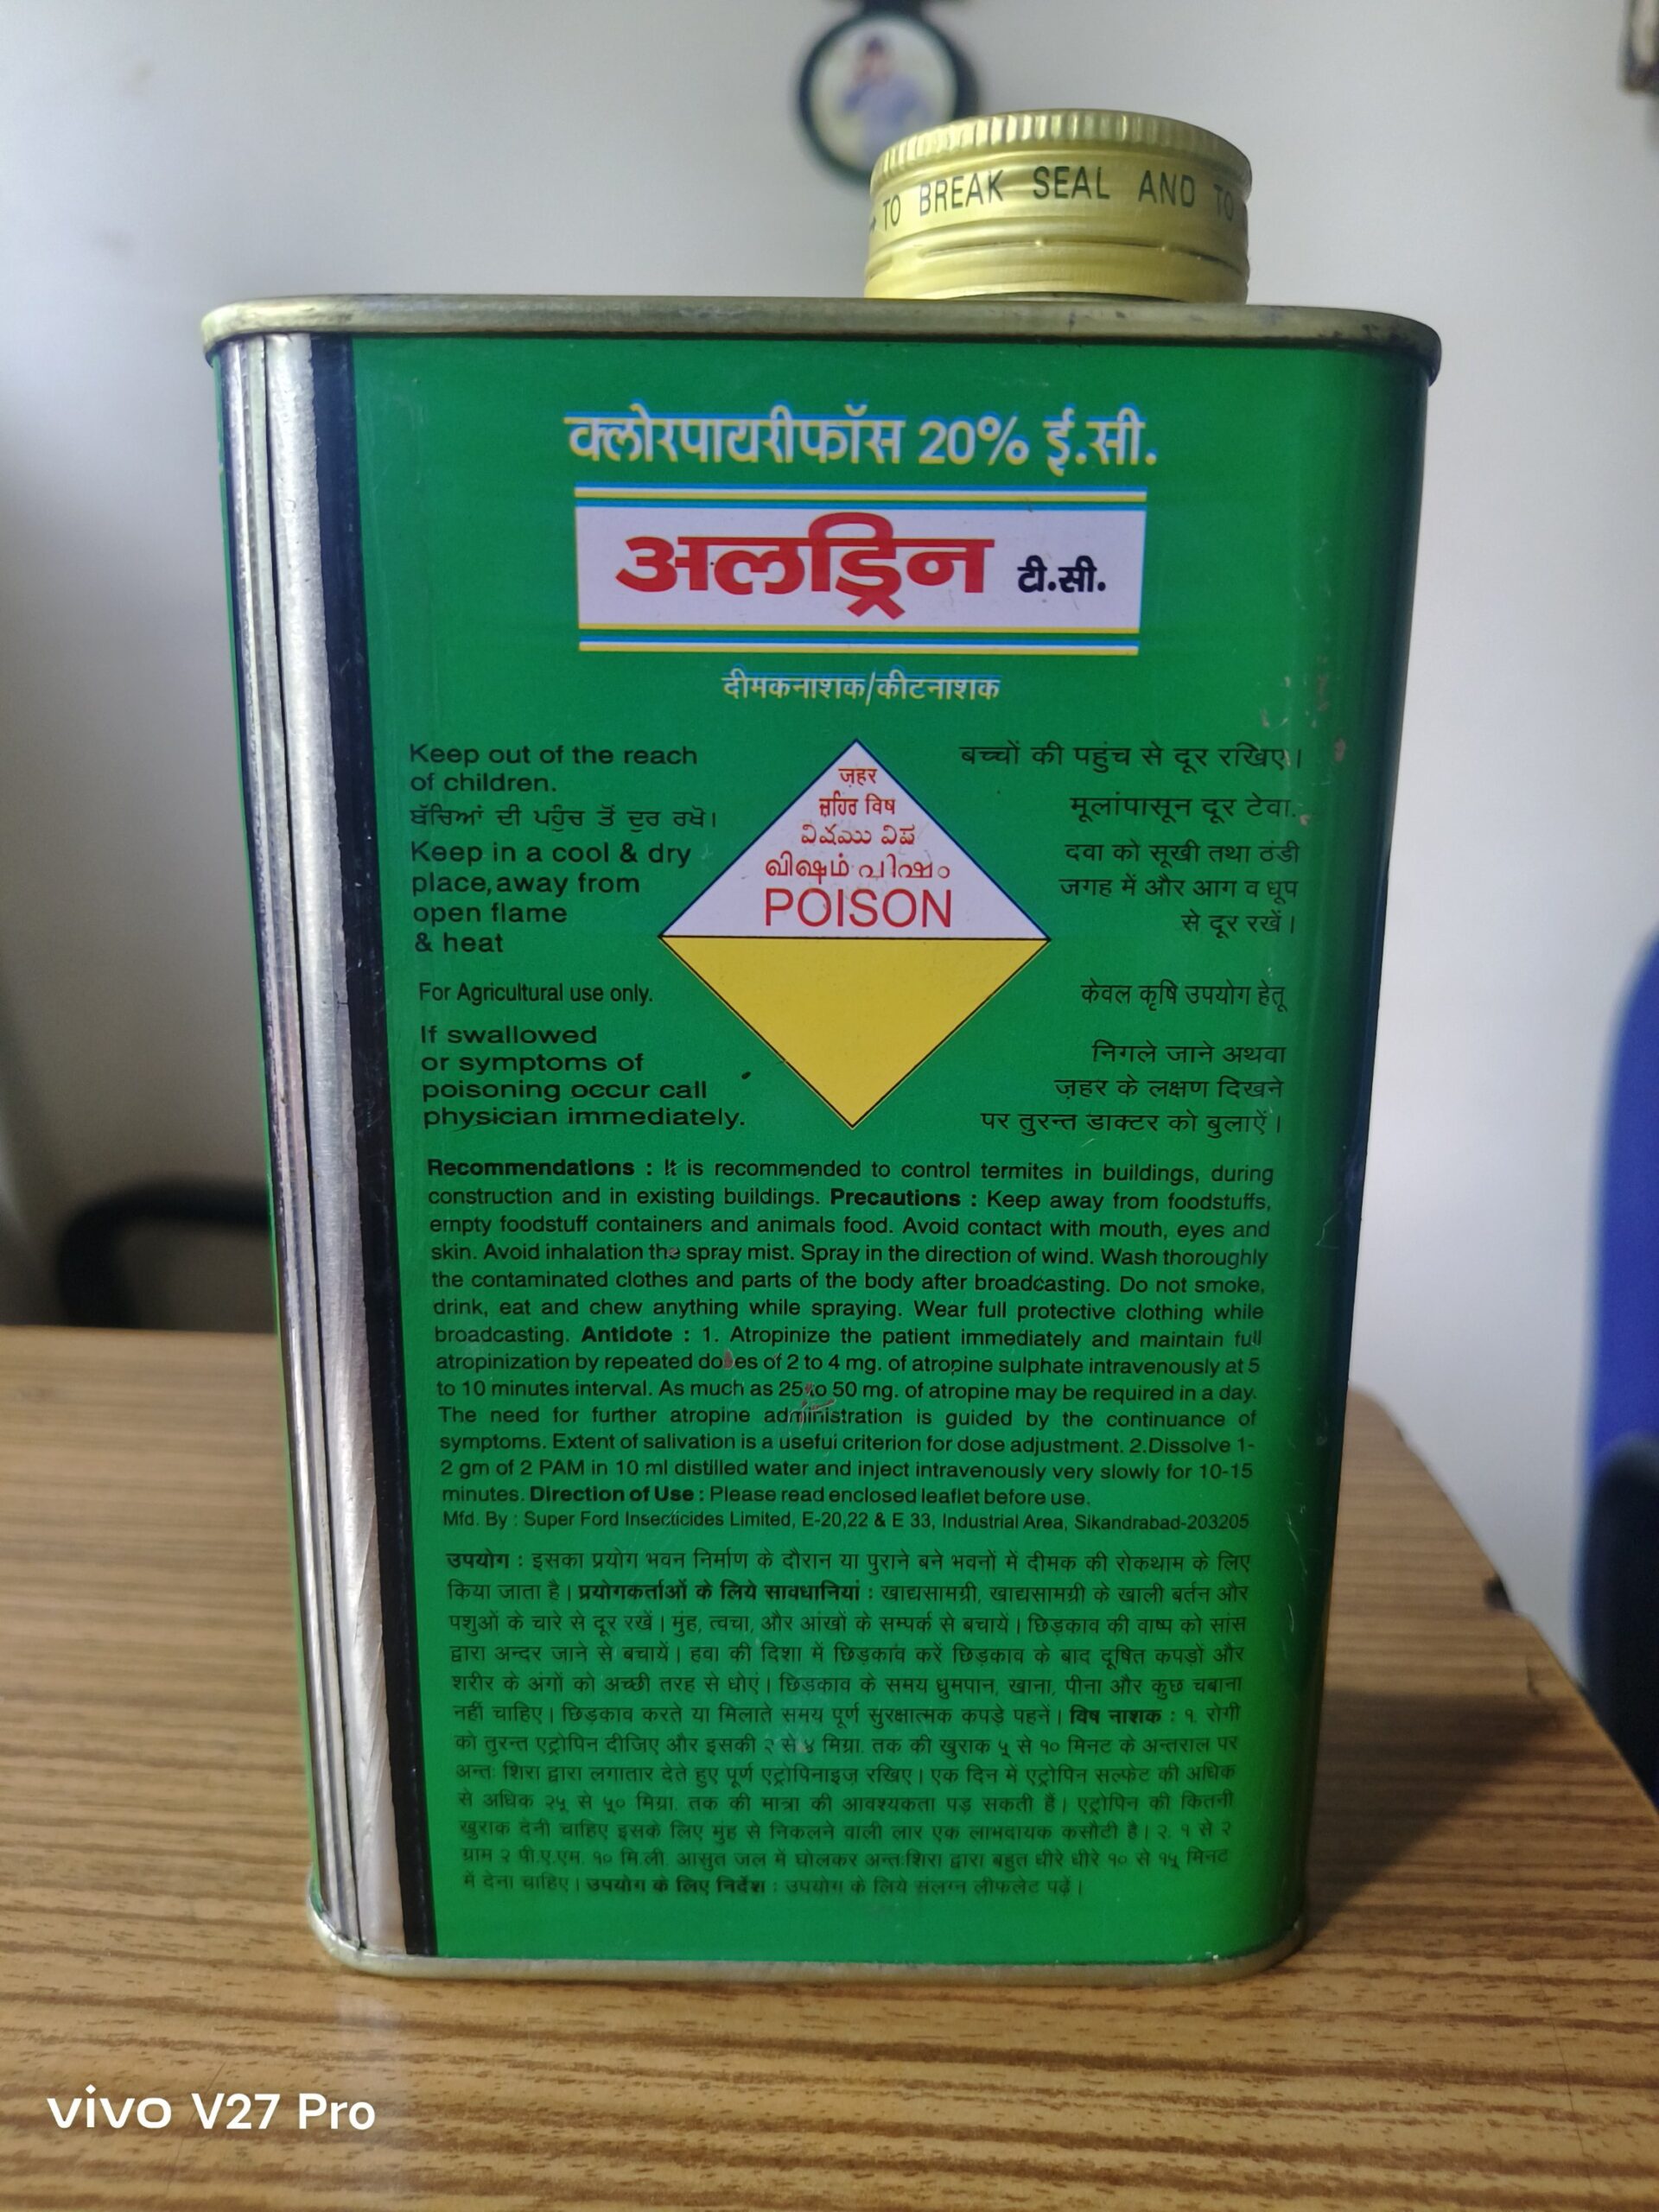 → TO BREAK SEAL AND TO
क्लोरपायरीफॉस 20% ई.सी.
अलड्रिन टी.सी.
दीमकनाशक/कीटनाशक
Keep out of the reach
of children.
ਬੱਚਿਆਂ ਦੀ ਪਹੁੰਚ ਤੋਂ ਦੁਰ ਰਖੋ।
Keep in a cool & dry
place, away from
open flame
& heat
For Agricultural use only.
If swallowed
or symptoms of
poisoning occur call
physician immediately.
ज़हर
ਜ਼ਹਿਰ विष
విషము ವಿಷ
விஷம் വിഷം
POISON
बच्चों की पहुंच से दूर रखिए।
मूलांपासून दूर टेवा.
दवा को सूखी तथा ठंडी
जगह में और आग व धूप
से दूर रखें।
केवल कृषि उपयोग हेतू
निगले जाने अथवा
ज़हर के लक्षण दिखने
पर तुरन्त डाक्टर को बुलाऐं।
Recommendations : It is recommended to control termites in buildings, during
construction and in existing buildings. Precautions : Keep away from foodstuffs,
empty foodstuff containers and animals food. Avoid contact with mouth, eyes and
skin. Avoid inhalation the spray mist. Spray in the direction of wind. Wash thoroughly
the contaminated clothes and parts of the body after broadcasting. Do not smoke,
drink, eat and chew anything while spraying. Wear full protective clothing while
broadcasting. Antidote : 1. Atropinize the patient immediately and maintain full
atropinization by repeated doses of 2 to 4 mg. of atropine sulphate intravenously at 5
to 10 minutes interval. As much as 25 to 50 mg. of atropine may be required in a day.
The need for further atropine administration is guided by the continuance of
symptoms. Extent of salivation is a usefui criterion for dose adjustment. 2.Dissolve 1-
2 gm of 2 PAM in 10 ml distilled water and inject intravenously very slowly for 10-15
minutes. Direction of Use : Please read enclosed leaflet before use.
Mfd. By : Super Ford Insecticides Limited, E-20,22 & E 33, Industrial Area, Sikandrabad-203205
उपयोग : इसका प्रयोग भवन निर्माण के दौरान या पुराने बने भवनों में दीमक की रोकथाम के लिए
किया जाता है। प्रयोगकर्ताओं के लिये सावधानियां : खाद्यसामग्री, खाद्यसामग्री के खाली बर्तन और
पशुओं के चारे से दूर रखें। मुंह, त्वचा, और आंखों के सम्पर्क से बचायें। छिड़काव की वाष्प को सांस
द्वारा अन्दर जाने से बचायें। हवा की दिशा में छिड़काव करें छिड़काव के बाद दूषित कपड़ों और
शरीर के अंगों को अच्छी तरह से धोएं। छिडकाव के समय ध्रुमपान, खाना, पीना और कुछ चबाना
नहीं चाहिए। छिड़काव करते या मिलाते समय पूर्ण सुरक्षात्मक कपड़े पहनें। विष नाशक : १. रोगी
को तुरन्त एट्रोपिन दीजिए और इसकी २ से ४ मिग्रा. तक की खुराक ५ से १० मिनट के अन्तराल पर
अन्तः शिरा द्वारा लगातार देते हुए पूर्ण एट्रोपिनाइज़ रखिए। एक दिन में एट्रोपिन सल्फेट की अधिक
से अधिक २५ से ५० मिग्रा. तक की मात्रा की आवश्यकता पड़ सकती हैं। एट्रोपिन की कितनी
खुराक देनी चाहिए इसके लिए मुंह से निकलने वाली लार एक लाभदायक कसौटी है। २. १ से २
ग्राम २ पी.ए.एम. १० मि.ली. आसुत जल में घोलकर अन्तःशिरा द्वारा बहुत धीरे धीरे १० से १५ मिनट
में देना चाहिए। उपयोग के लिए निर्देश : उपयोग के लिये संलग्न लीफलेट पढ़ें।
vivo V27 Pro